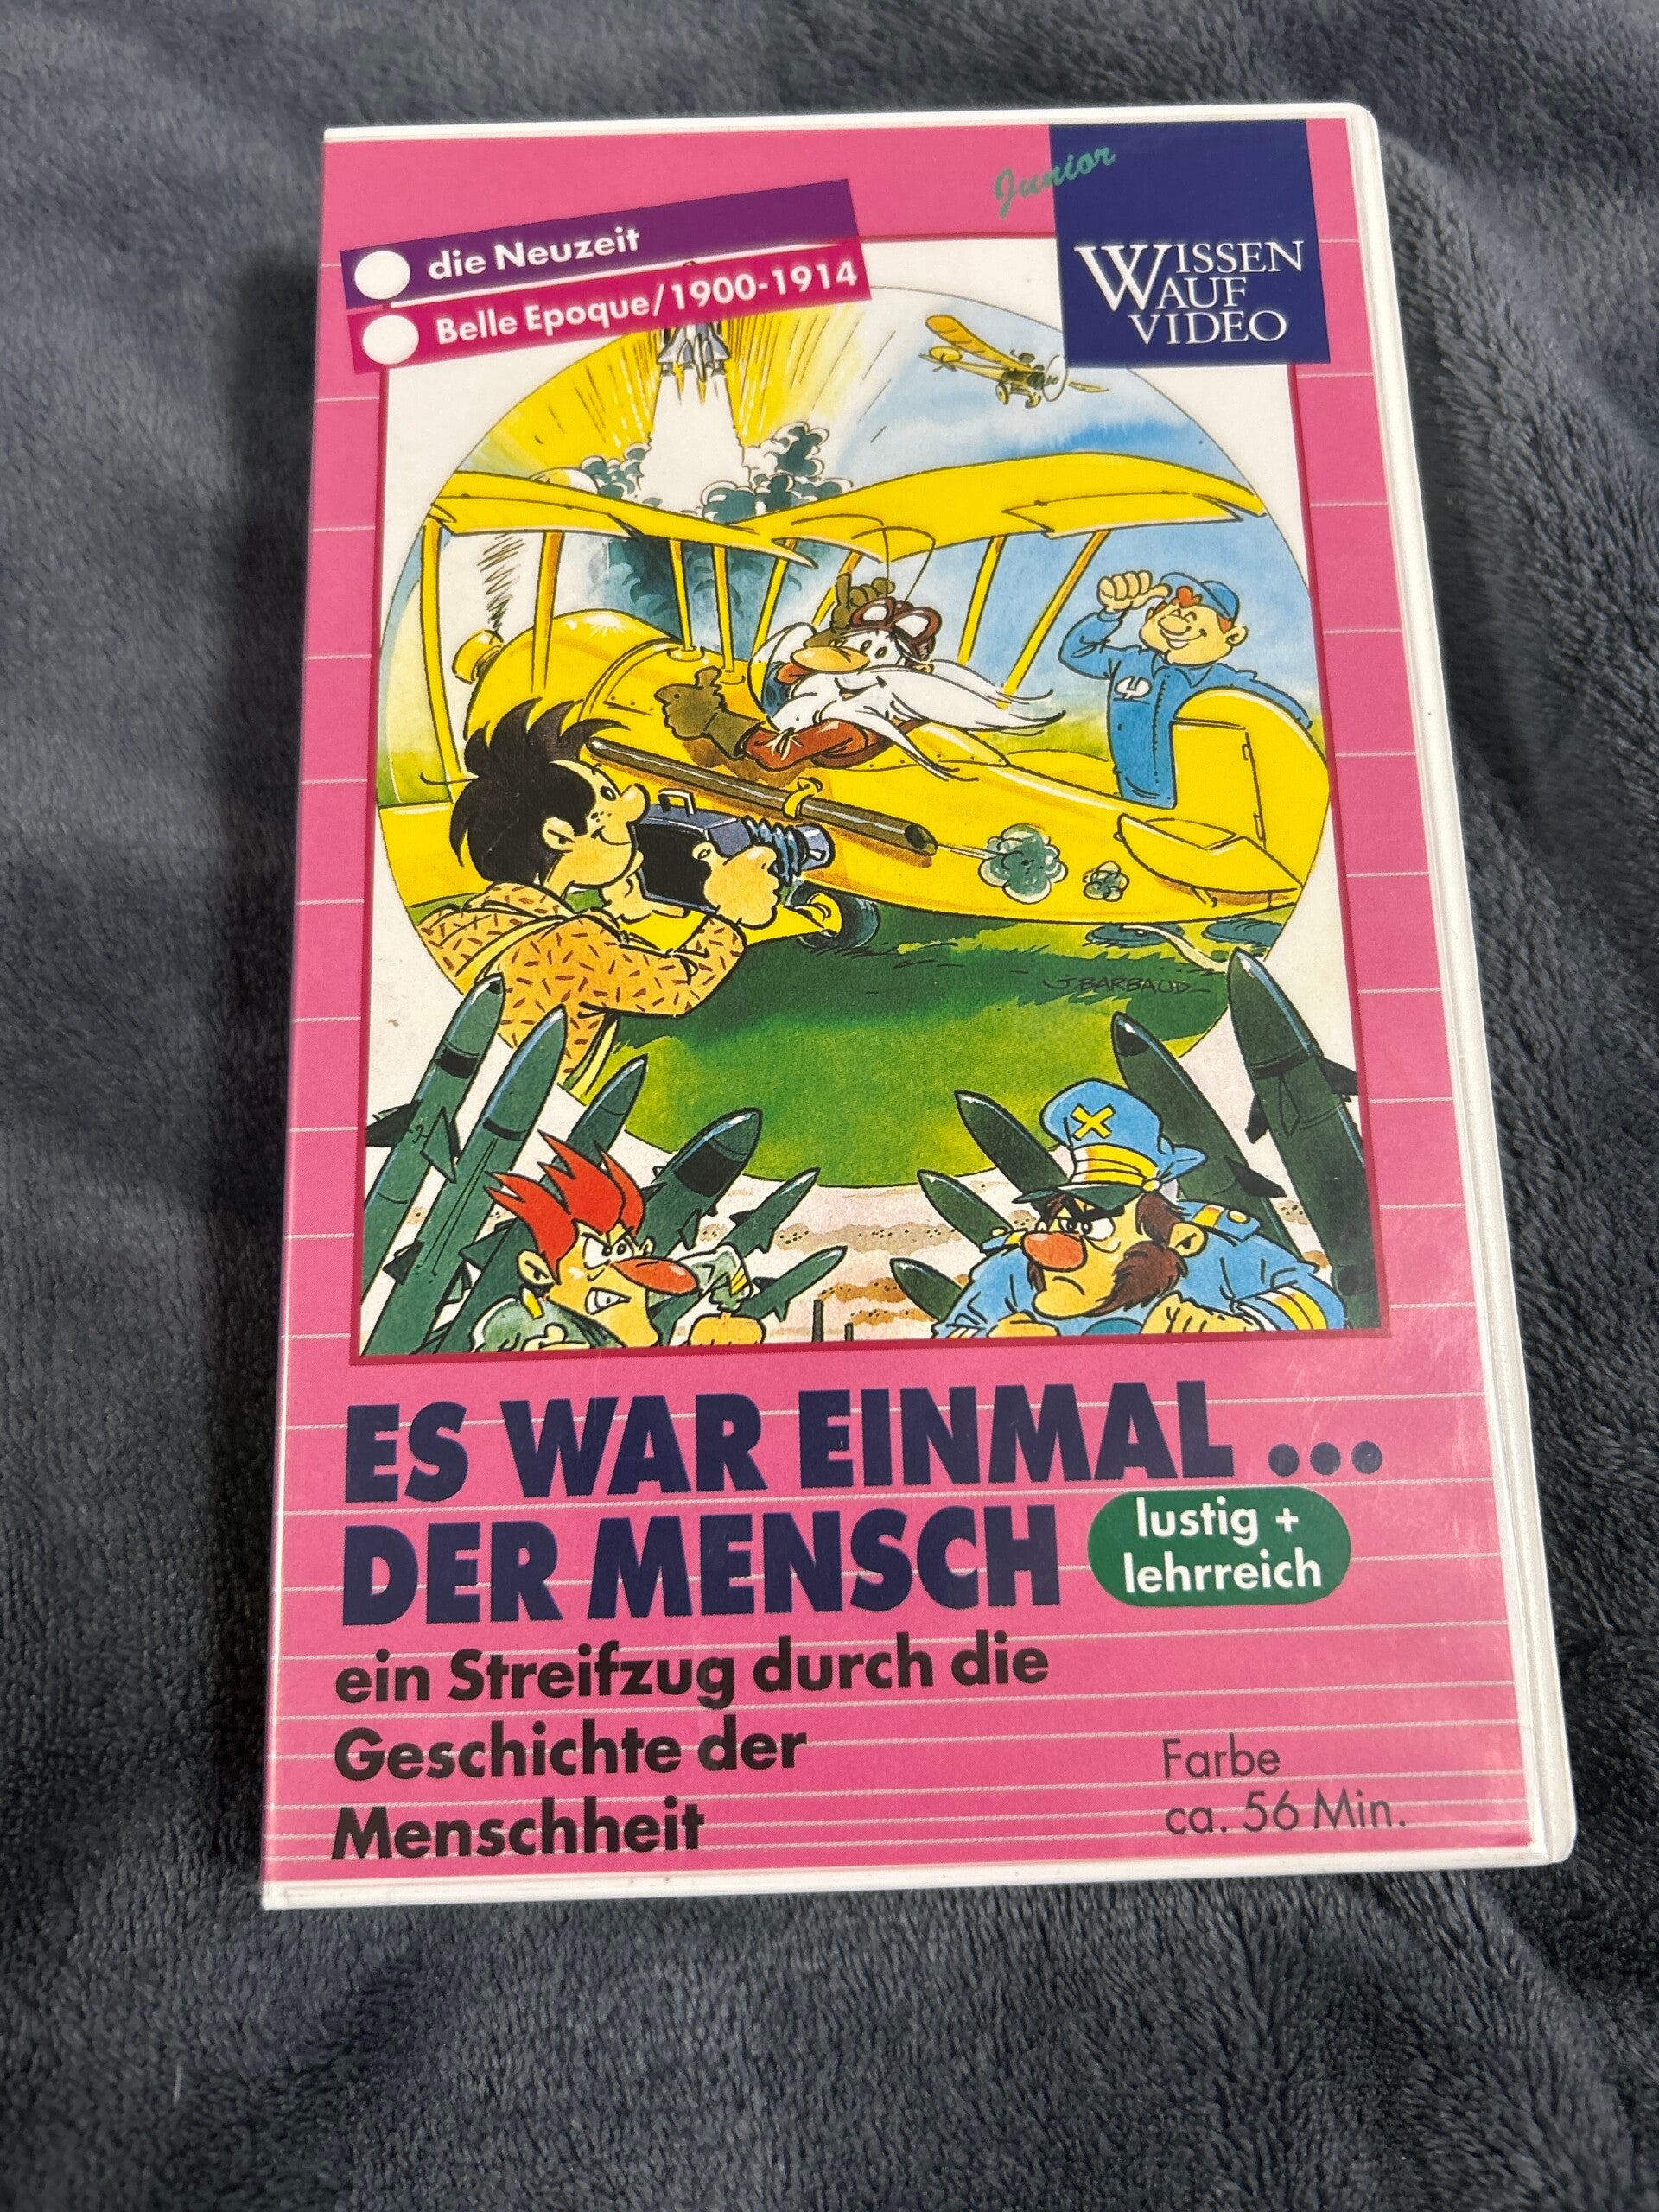 Junior
WISSEN
AUF
VIDEO
die Neuzeit
Belle Epoque/1900-1914
J. BARBAUD
ES WAR EINMAL ...
DER MENSCH
lustig +
lehrreich
ein Streifzug durch die
Geschichte der
Menschheit
Farbe
ca. 56 Min.